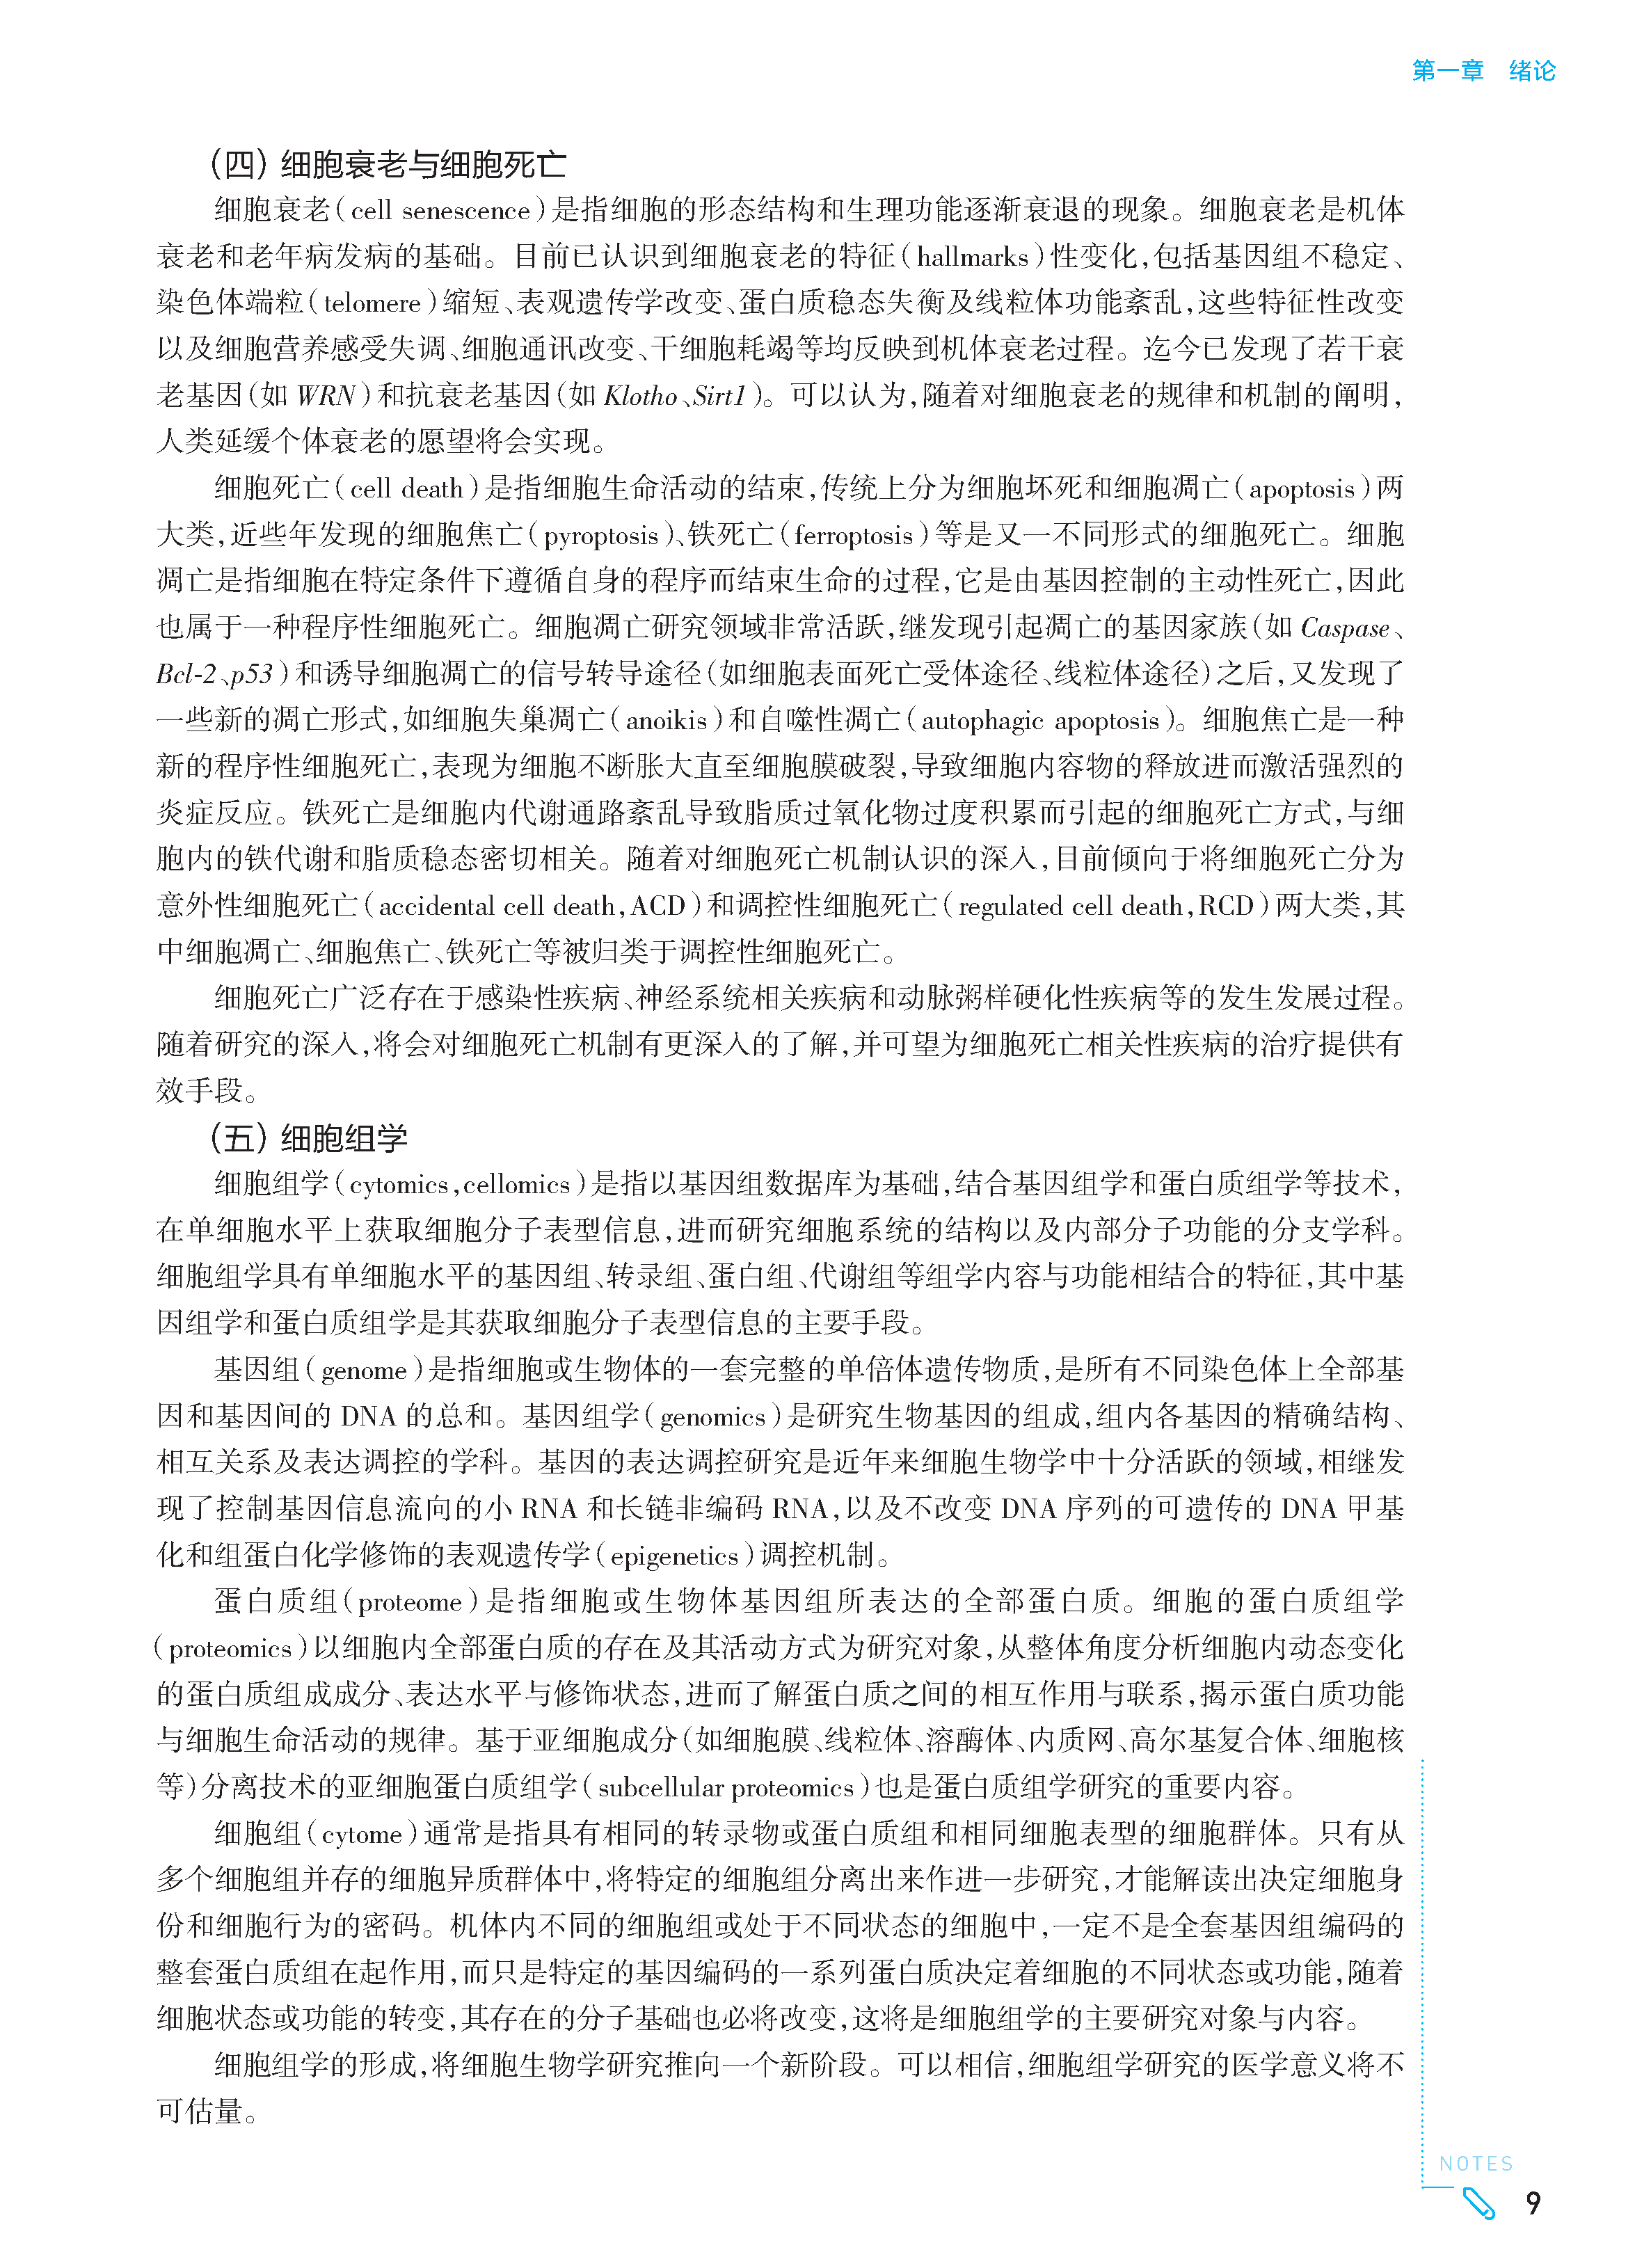 第一章　绪论
（四）细胞衰老与细胞死亡
细胞衰老（cell senescence）是指细胞的形态结构和生理功能逐渐衰退的现象。细胞衰老是机体
衰老和老年病发病的基础。目前已认识到细胞衰老的特征（hallmarks）性变化，包括基因组不稳定、
染色体端粒（telomere）缩短、表观遗传学改变、蛋白质稳态失衡及线粒体功能紊乱，这些特征性改变
以及细胞营养感受失调、细胞通讯改变、干细胞耗竭等均反映到机体衰老过程。迄今已发现了若干衰
老基因（如 WRN）和抗衰老基因（如 Klotho、Sirt1）。可以认为，随着对细胞衰老的规律和机制的阐明，
人类延缓个体衰老的愿望将会实现。
细胞死亡（cell death）是指细胞生命活动的结束，传统上分为细胞坏死和细胞凋亡（apoptosis）两
大类，近些年发现的细胞焦亡（pyroptosis）、铁死亡（ferroptosis）等是又一不同形式的细胞死亡。细胞
凋亡是指细胞在特定条件下遵循自身的程序而结束生命的过程，它是由基因控制的主动性死亡，因此
也属于一种程序性细胞死亡。细胞凋亡研究领域非常活跃，继发现引起凋亡的基因家族（如 Caspase、
Bcl-2、p53）和诱导细胞凋亡的信号转导途径（如细胞表面死亡受体途径、线粒体途径）之后，又发现了
一些新的凋亡形式，如细胞失巢凋亡（anoikis）和自噬性凋亡（autophagic apoptosis）。细胞焦亡是一种
新的程序性细胞死亡，表现为细胞不断胀大直至细胞膜破裂，导致细胞内容物的释放进而激活强烈的
炎症反应。铁死亡是细胞内代谢通路紊乱导致脂质过氧化物过度积累而引起的细胞死亡方式，与细
胞内的铁代谢和脂质稳态密切相关。随着对细胞死亡机制认识的深入，目前倾向于将细胞死亡分为
意外性细胞死亡（accidental cell death，ACD）和调控性细胞死亡（regulated cell death，RCD）两大类，其
中细胞凋亡、细胞焦亡、铁死亡等被归类于调控性细胞死亡。
细胞死亡广泛存在于感染性疾病、神经系统相关疾病和动脉粥样硬化性疾病等的发生发展过程。
随着研究的深入，将会对细胞死亡机制有更深入的了解，并可望为细胞死亡相关性疾病的治疗提供有
效手段。
（五）细胞组学
细胞组学（cytomics，cellomics）是指以基因组数据库为基础，结合基因组学和蛋白质组学等技术，
在单细胞水平上获取细胞分子表型信息，进而研究细胞系统的结构以及内部分子功能的分支学科。
细胞组学具有单细胞水平的基因组、转录组、蛋白组、代谢组等组学内容与功能相结合的特征，其中基
因组学和蛋白质组学是其获取细胞分子表型信息的主要手段。
基因组（genome）是指细胞或生物体的一套完整的单倍体遗传物质，是所有不同染色体上全部基
因和基因间的 DNA 的总和。基因组学（genomics）是研究生物基因的组成，组内各基因的精确结构、
相互关系及表达调控的学科。基因的表达调控研究是近年来细胞生物学中十分活跃的领域，相继发
现了控制基因信息流向的小 RNA 和长链非编码 RNA，以及不改变 DNA 序列的可遗传的 DNA 甲基
化和组蛋白化学修饰的表观遗传学（epigenetics）调控机制。
蛋白质组（proteome）是指细胞或生物体基因组所表达的全部蛋白质。细胞的蛋白质组学
（proteomics）以细胞内全部蛋白质的存在及其活动方式为研究对象，从整体角度分析细胞内动态变化
的蛋白质组成成分、表达水平与修饰状态，进而了解蛋白质之间的相互作用与联系，揭示蛋白质功能
与细胞生命活动的规律。基于亚细胞成分（如细胞膜、线粒体、溶酶体、内质网、高尔基复合体、细胞核
等）分离技术的亚细胞蛋白质组学（subcellular proteomics）也是蛋白质组学研究的重要内容。
细胞组（cytome）通常是指具有相同的转录物或蛋白质组和相同细胞表型的细胞群体。只有从
多个细胞组并存的细胞异质群体中，将特定的细胞组分离出来作进一步研究，才能解读出决定细胞身
份和细胞行为的密码。机体内不同的细胞组或处于不同状态的细胞中，一定不是全套基因组编码的
整套蛋白质组在起作用，而只是特定的基因编码的一系列蛋白质决定着细胞的不同状态或功能，随着
细胞状态或功能的转变，其存在的分子基础也必将改变，这将是细胞组学的主要研究对象与内容。
细胞组学的形成，将细胞生物学研究推向一个新阶段。可以相信，细胞组学研究的医学意义将不
可估量。
NOTES
9